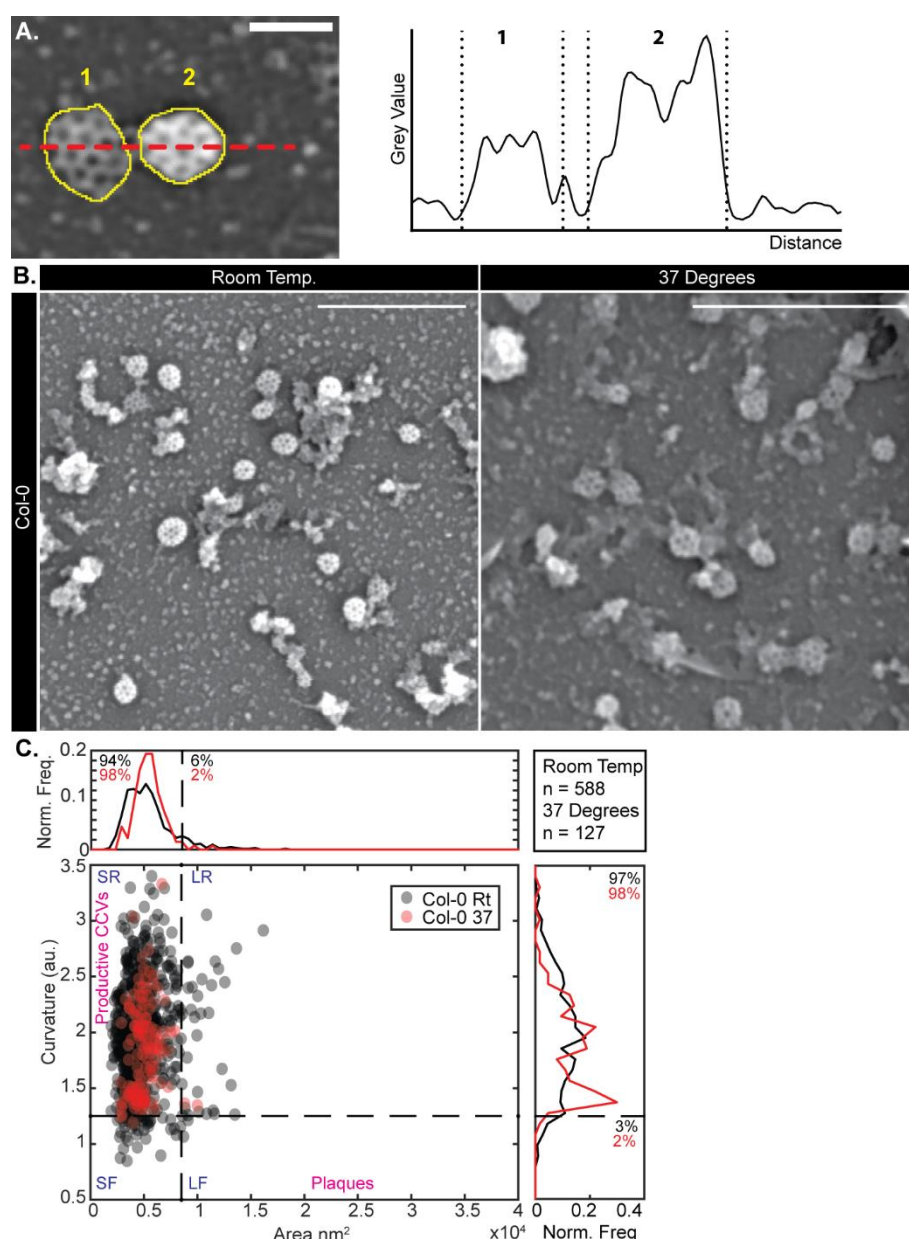 A.
1
2
1
2
Grey Value
Distance
B.
Room Temp.
37 Degrees
Col-0
C.
0.2
0.1
0
Norm. Freq.
94%
98%
6%
2%
Room Temp
n = 588
37 Degrees
n = 127
3.5
3
2.5
2
1.5
1
0.5
Curvature (au.)
SR
LR
Productive CCVs
Col-0 Rt
Col-0 37
SF
LF
Plaques
0
0.5
1
1.5
2
2.5
3
3.5
4
Area nm²
×10⁴
97%
98%
3%
2%
0
0.2
0.4
Norm. Freq